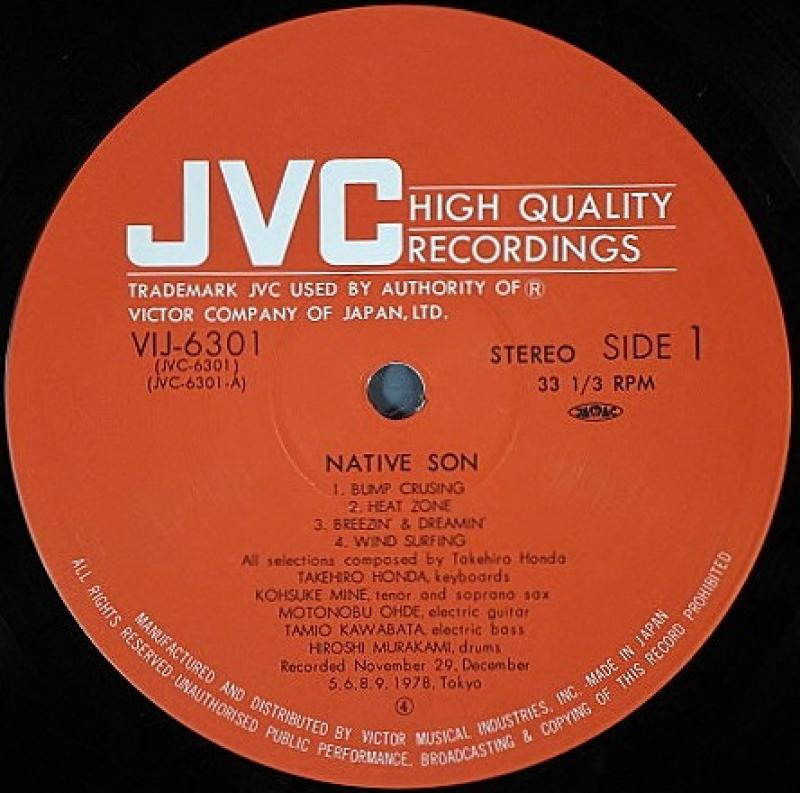 JVC
HIGH QUALITY
RECORDINGS
TRADEMARK JVC USED BY AUTHORITY OF ®
VICTOR COMPANY OF JAPAN, LTD.
VIJ-6301
(JVC-6301)
(JVC-6301-A)
STEREO SIDE 1
33 1/3 RPM
NATIVE SON
1. BUMP CRUSING
2. HEAT ZONE
3. BREEZIN' & DREAMIN'
4. WIND SURFING
All selections composed by Takehiro Honda
TAKEHIRO HONDA, keyboards
KOHSUKE MINE, tenor and soprano sax
MOTONOBU OHDE, electric guitar
TAMIO KAWABATA, electric bass
HIROSHI MURAKAMI, drums
Recorded November 29, December
5.6.8.9. 1978, Tokyo
④
MANUFACTURED AND DISTRIBUTED BY VICTOR MUSICAL INDUSTRIES, INC. MADE IN JAPAN
ALL RIGHTS RESERVED. UNAUTHORISED PUBLIC PERFORMANCE, BROADCASTING & COPYING OF THIS RECORD PROHIBITED